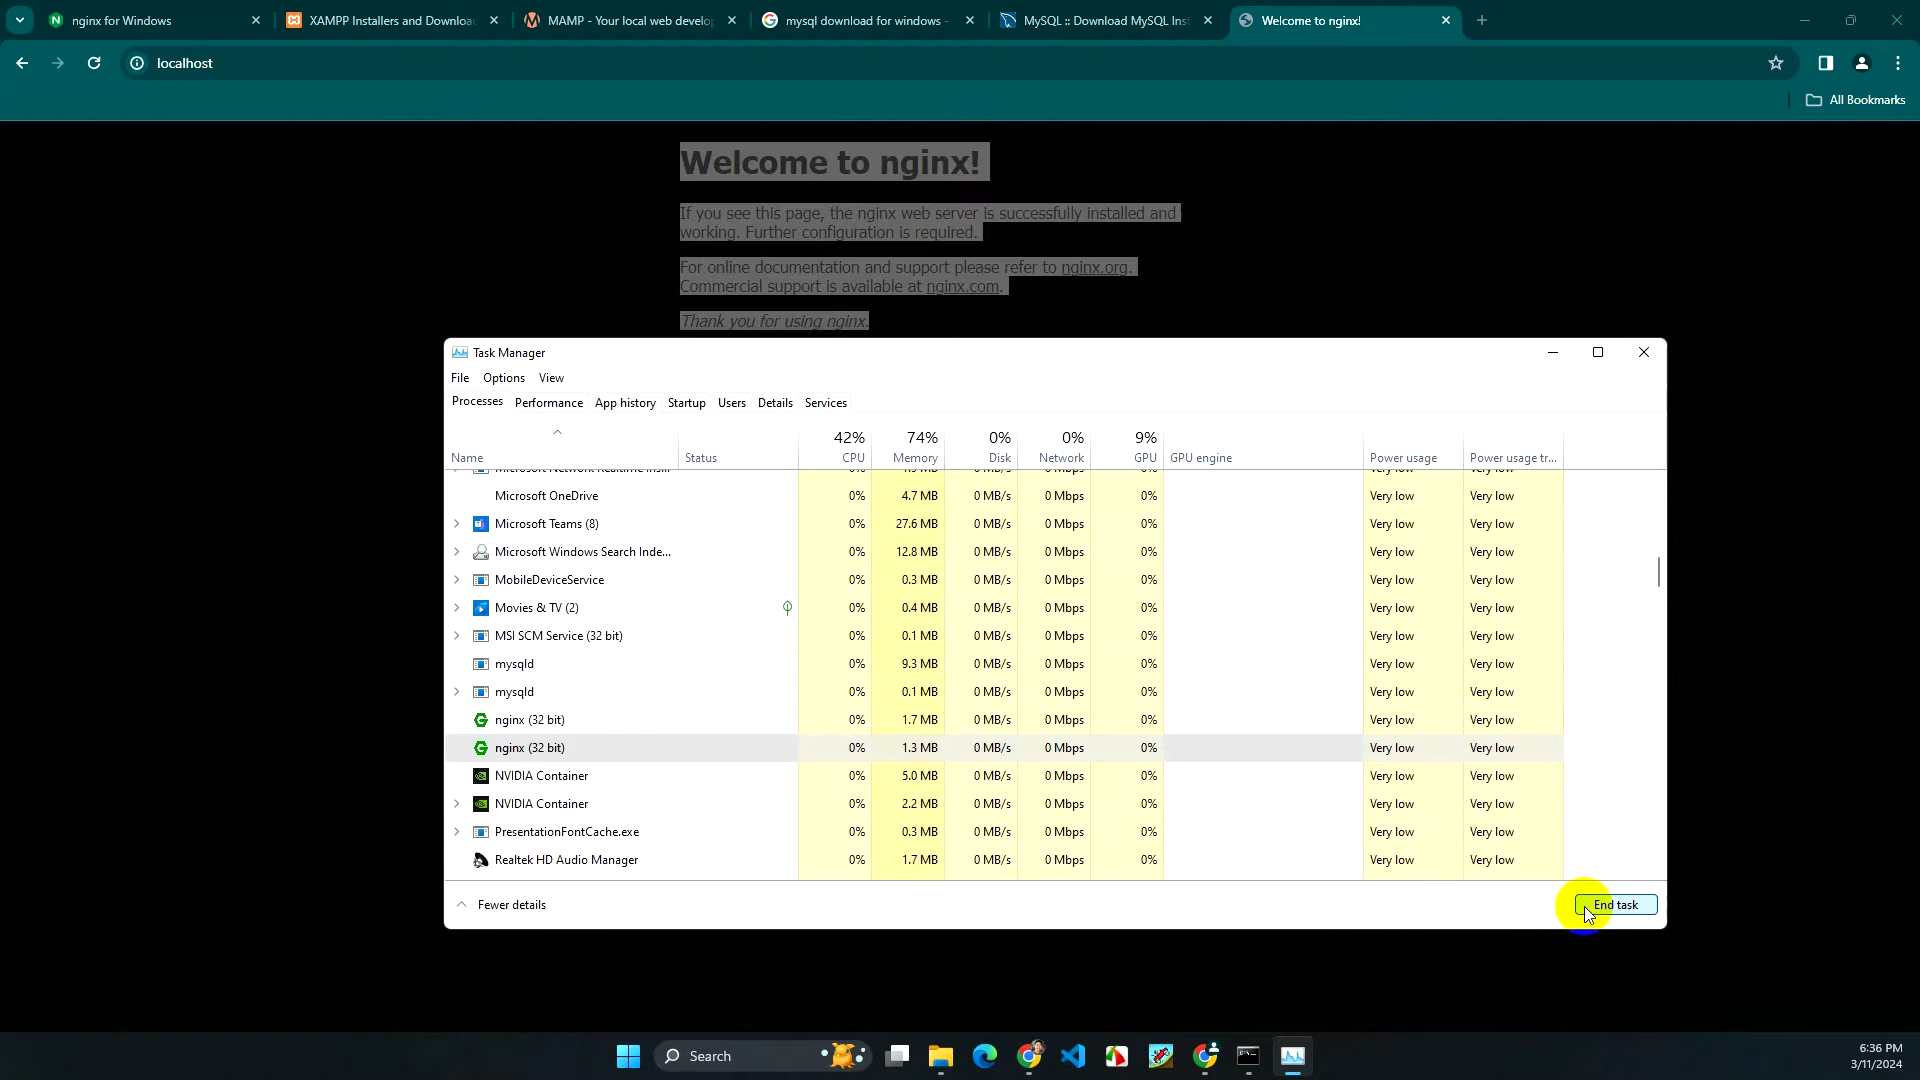 nginx for Windows
XAMPP Installers and Downloa
MAMP - Your local web develop
mysql download for windows -
MySQL :: Download MySQL Inst
Welcome to nginx!
localhost
All Bookmarks
Welcome to nginx!
If you see this page, the nginx web server is successfully installed and
working. Further configuration is required.
For online documentation and support please refer to nginx.org.
Commercial support is available at nginx.com.
Thank you for using nginx.
Task Manager
File Options View
Processes Performance App history Startup Users Details Services
42% 74% 0% 0% 9%
Name Status CPU Memory Disk Network GPU GPU engine Power usage Power usage tr...
Microsoft OneDrive 0% 4.7 MB 0 MB/s 0 Mbps 0% Very low Very low
Microsoft Teams (8) 0% 27.6 MB 0 MB/s 0 Mbps 0% Very low Very low
Microsoft Windows Search Inde... 0% 12.8 MB 0 MB/s 0 Mbps 0% Very low Very low
MobileDeviceService 0% 0.3 MB 0 MB/s 0 Mbps 0% Very low Very low
Movies & TV (2) 0% 0.4 MB 0 MB/s 0 Mbps 0% Very low Very low
MSI SCM Service (32 bit) 0% 0.1 MB 0 MB/s 0 Mbps 0% Very low Very low
mysqld 0% 9.3 MB 0 MB/s 0 Mbps 0% Very low Very low
mysqld 0% 0.1 MB 0 MB/s 0 Mbps 0% Very low Very low
nginx (32 bit) 0% 1.7 MB 0 MB/s 0 Mbps 0% Very low Very low
nginx (32 bit) 0% 1.3 MB 0 MB/s 0 Mbps 0% Very low Very low
NVIDIA Container 0% 5.0 MB 0 MB/s 0 Mbps 0% Very low Very low
NVIDIA Container 0% 2.2 MB 0 MB/s 0 Mbps 0% Very low Very low
PresentationFontCache.exe 0% 0.3 MB 0 MB/s 0 Mbps 0% Very low Very low
Realtek HD Audio Manager 0% 1.7 MB 0 MB/s 0 Mbps 0% Very low Very low
Fewer details
End task
Search
6:36 PM
3/11/2024